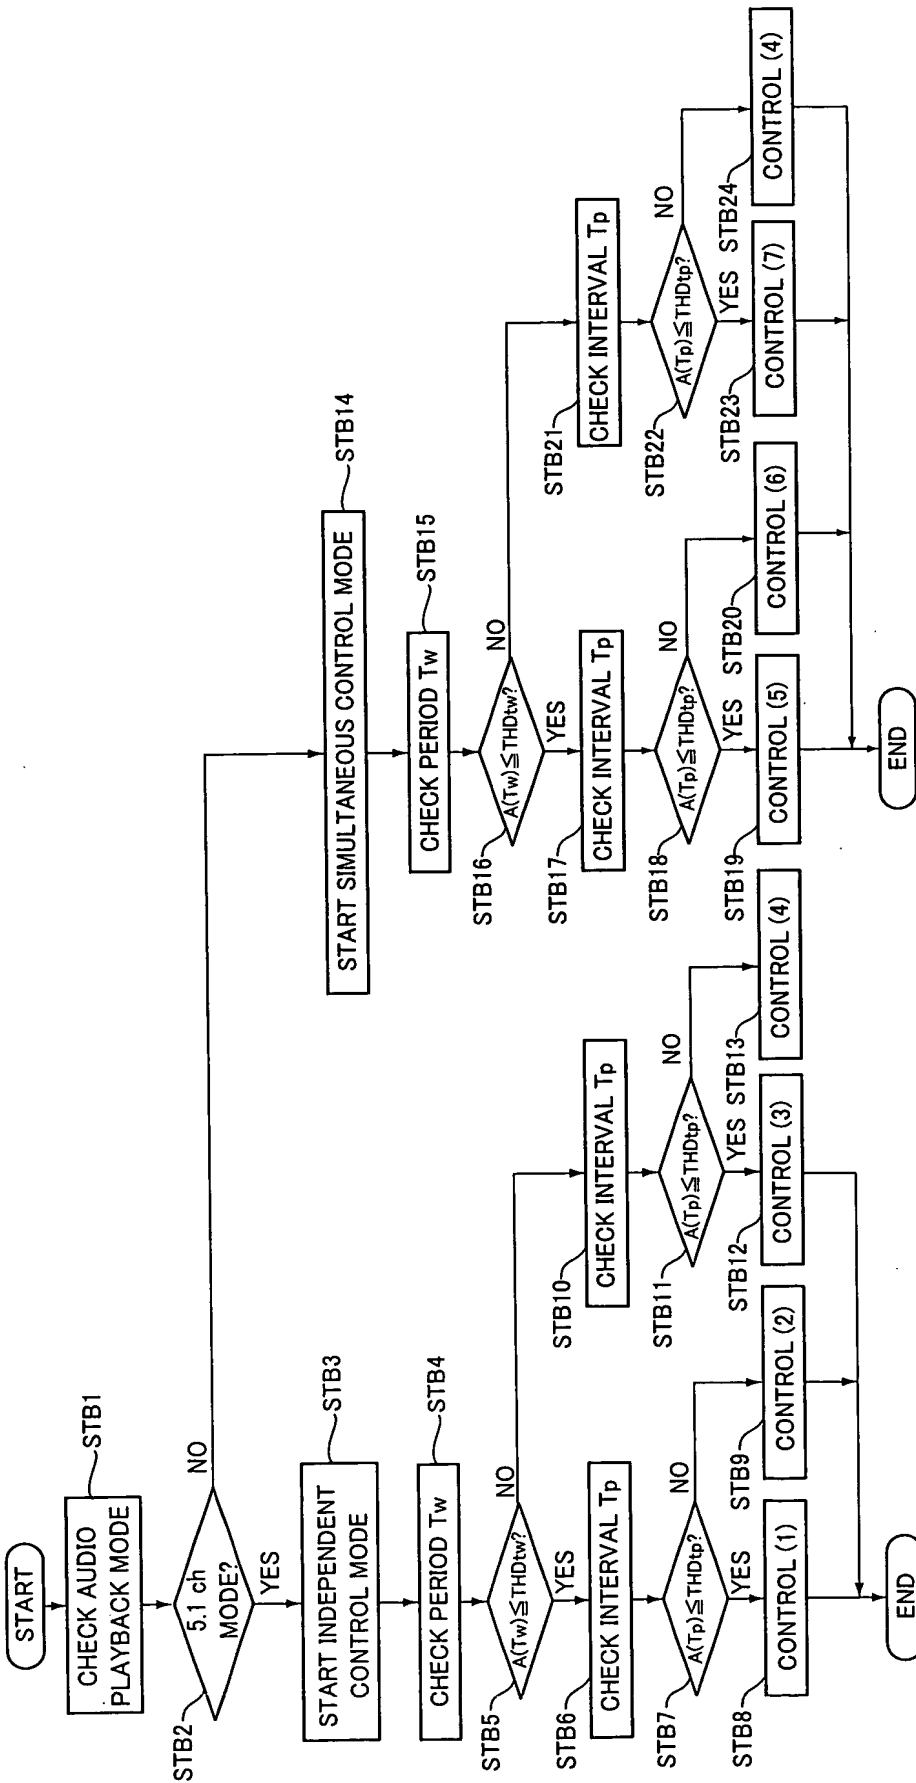 START
CHECK AUDIO
PLAYBACK MODE
STB1
5.1 ch
MODE?
STB2
NO
YES
START INDEPENDENT
CONTROL MODE
STB3
CHECK PERIOD Tw
STB4
A(Tw)≦THDtw?
STB5
NO
YES
CHECK INTERVAL Tp
STB6
A(Tp)≦THDtp?
STB7
NO
YES
STB8
CONTROL (1)
STB9
CONTROL (2)
STB10
CHECK INTERVAL Tp
A(Tp)≦THDtp?
STB11
NO
YES
STB12
CONTROL (3)
STB13
CONTROL (4)
END
START SIMULTANEOUS CONTROL MODE
STB14
CHECK PERIOD Tw
STB15
A(Tw)≦THDtw?
STB16
NO
YES
CHECK INTERVAL Tp
STB17
A(Tp)≦THDtp?
STB18
NO
YES
STB19
CONTROL (5)
STB20
CONTROL (6)
STB21
CHECK INTERVAL Tp
A(Tp)≦THDtp?
STB22
NO
YES
STB23
CONTROL (7)
STB24
CONTROL (4)
END